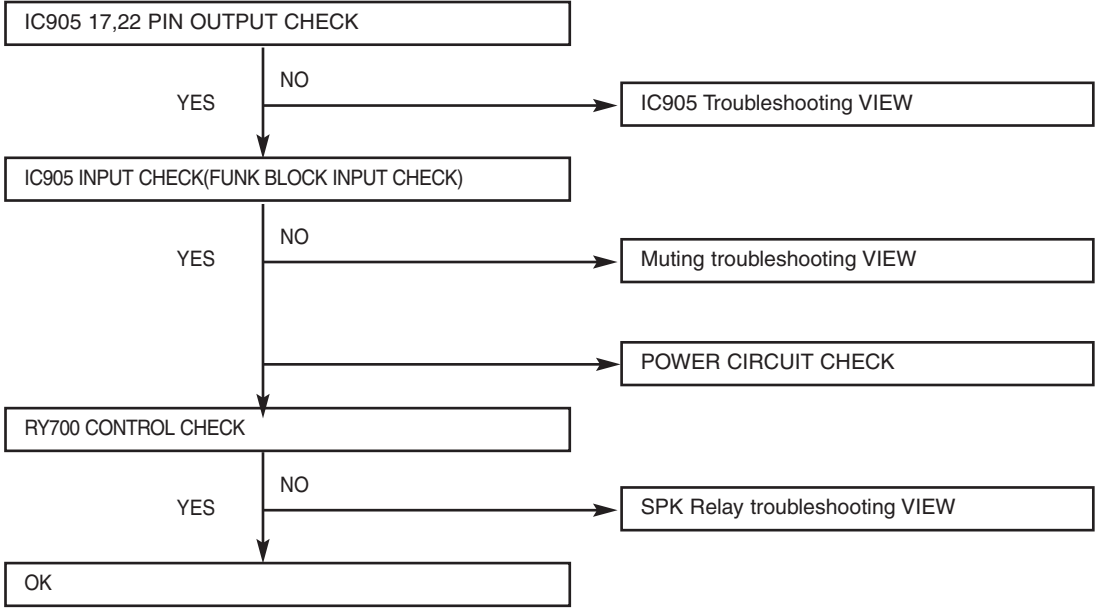 IC905 17,22 PIN OUTPUT CHECK
NO
YES
IC905 Troubleshooting VIEW
IC905 INPUT CHECK(FUNK BLOCK INPUT CHECK)
NO
YES
Muting troubleshooting VIEW
POWER CIRCUIT CHECK
RY700 CONTROL CHECK
NO
YES
SPK Relay troubleshooting VIEW
OK